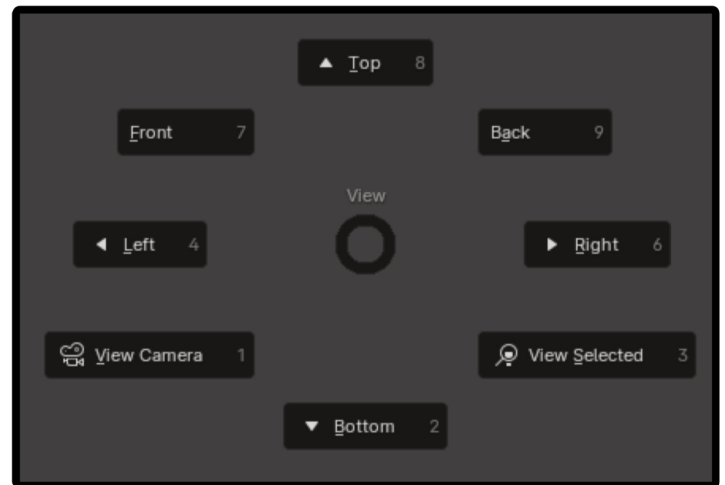 Top 8
Front 7
Back 9
View
Left 4
Right 6
View Camera 1
View Selected 3
Bottom 2